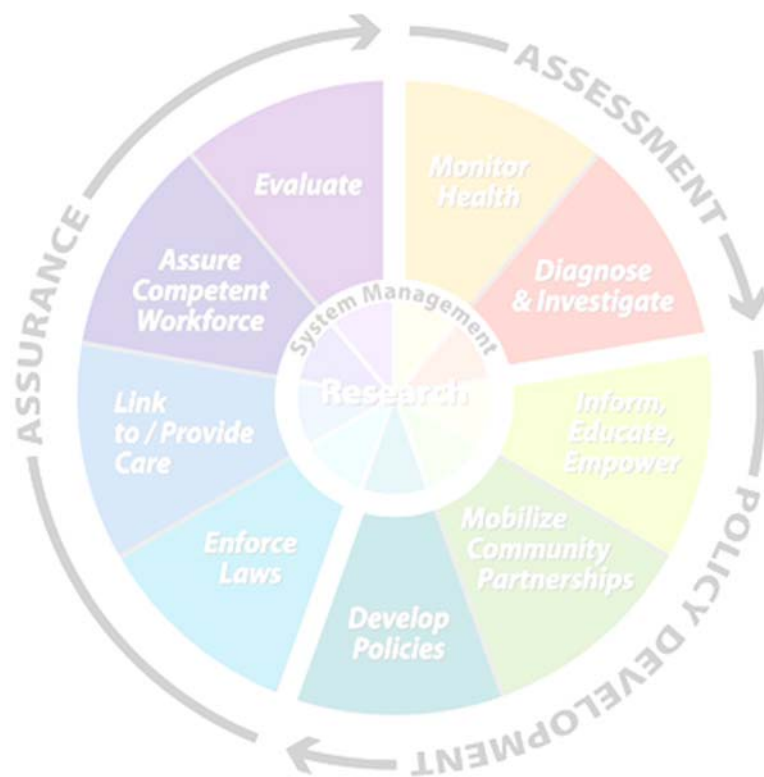 ASSESSMENT
POLICY DEVELOPMENT
ASSURANCE
Monitor
Health
Diagnose
& Investigate
Inform,
Educate,
Empower
Mobilize
Community
Partnerships
Develop
Policies
Enforce
Laws
Link
to / Provide
Care
Assure
Competent
Workforce
Evaluate
System Management
Research